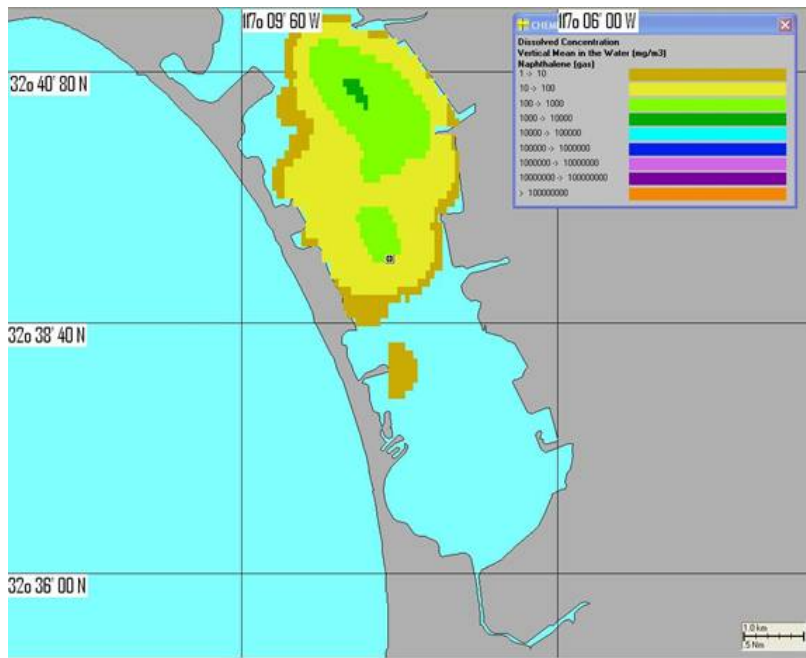 1f7o 09' 60 W
1f7o 06' 00 W
CHEM
Dissolved Concentration
Vertical Mean in the Water (mg/m3)
Naphthalene (gas)
1 -> 10
10 -> 100
100 -> 1000
1000 -> 10000
10000 -> 100000
100000 -> 1000000
1000000 -> 10000000
10000000 -> 100000000
> 100000000
32o 40' 80 N
32o 38' 40 N
32o 36' 00 N
1.0 km
.5 Nm